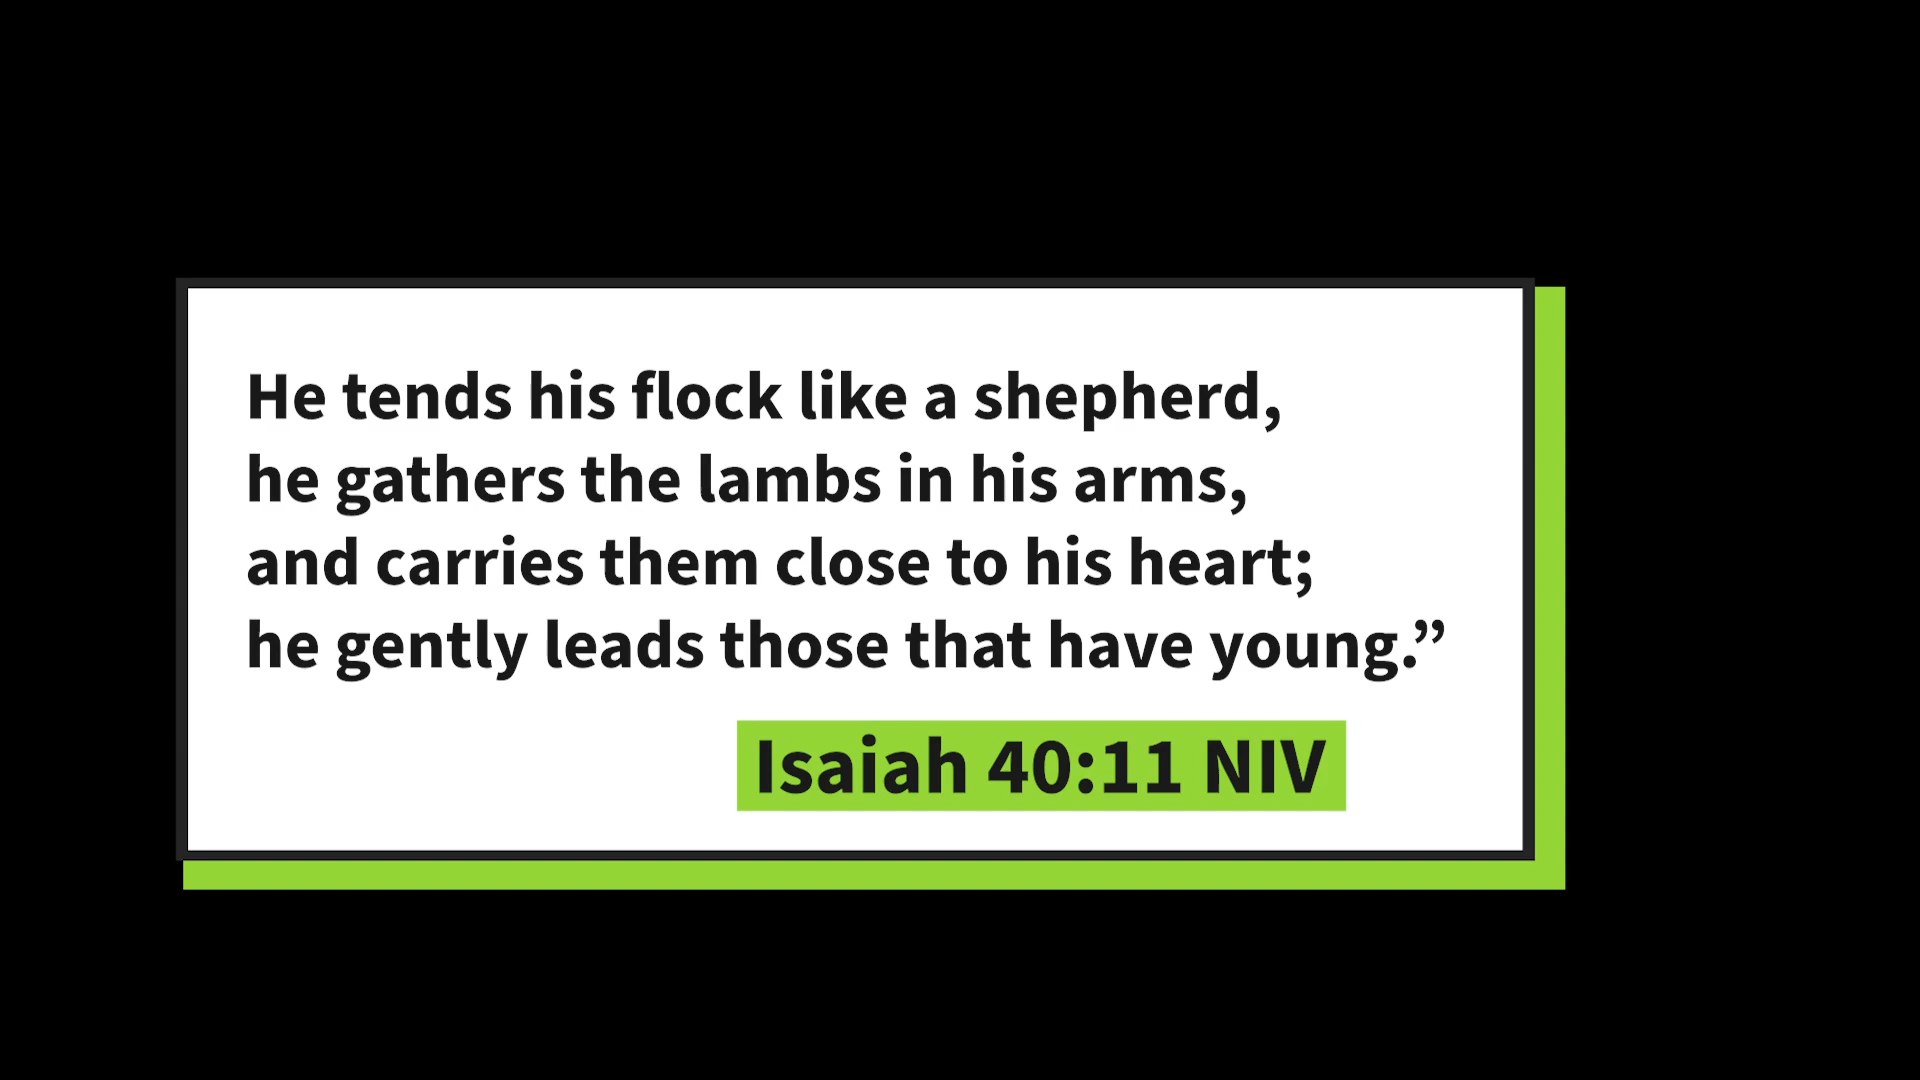 He tends his flock like a shepherd,
he gathers the lambs in his arms,
and carries them close to his heart;
he gently leads those that have young.”
Isaiah 40:11 NIV